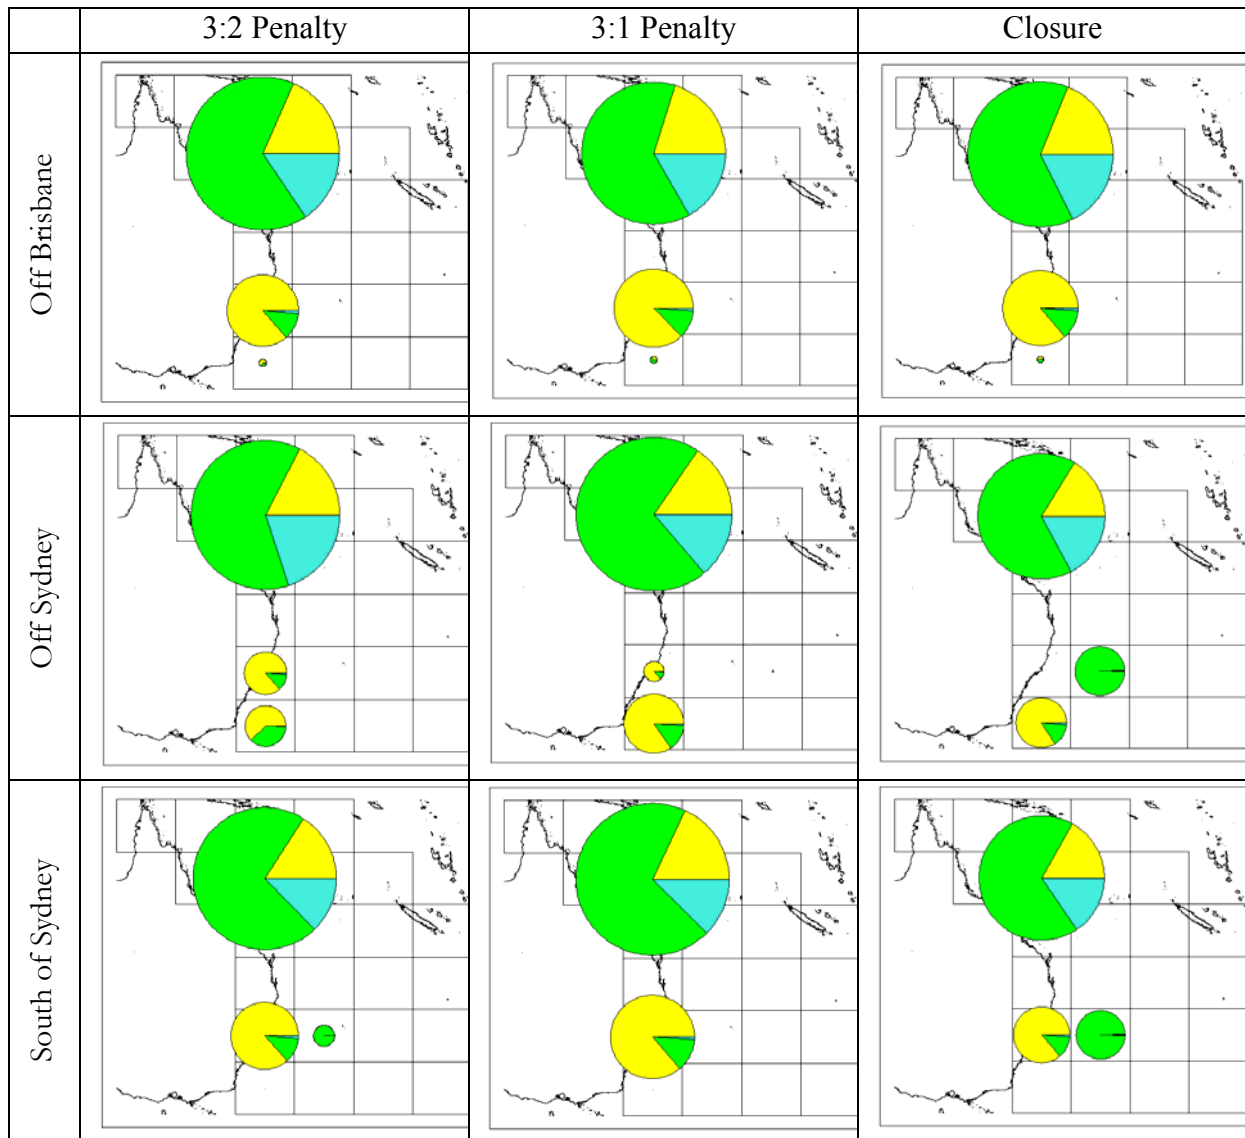 3:2 Penalty
3:1 Penalty
Closure
Off Brisbane
Off Sydney
South of Sydney